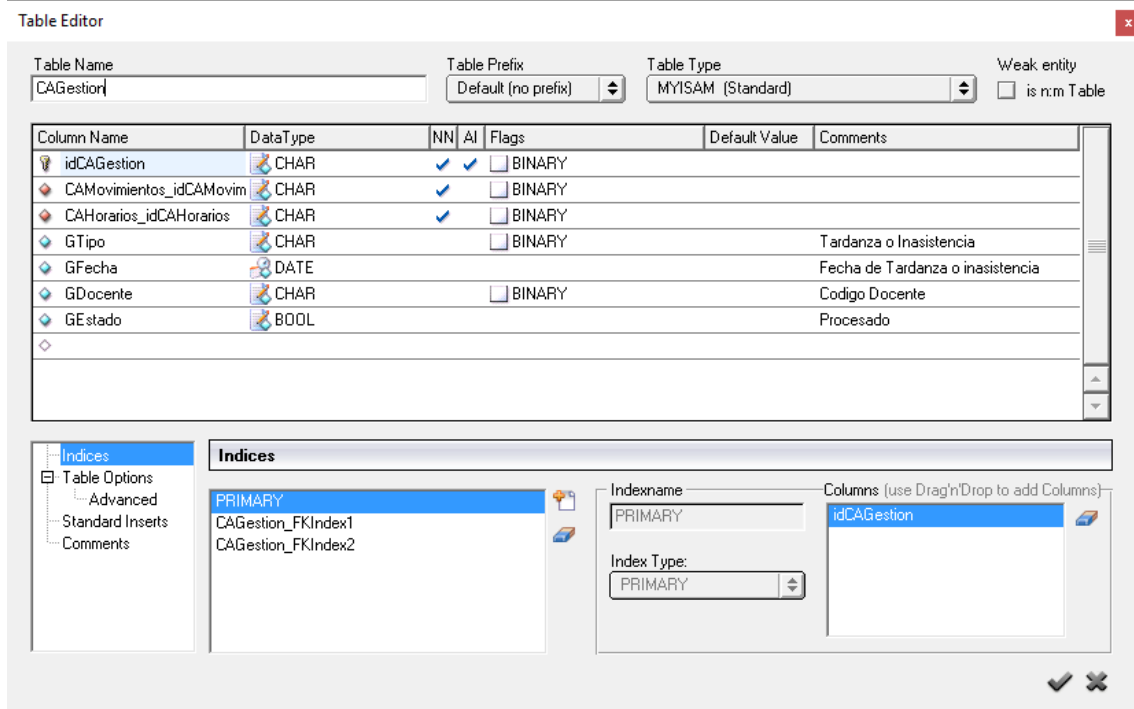 Table Editor
x
Table Name
Table Prefix
Table Type
Weak entity
CAGestion
Default (no prefix)
MYISAM (Standard)
is n:m Table
Column Name DataType NN AI Flags Default Value Comments
idCAGestion CHAR BINARY
CAMovimientos_idCAMovim CHAR
BINARY
CAHorarios_idCAHorarios CHAR BINARY
GTipo CHAR BINARY Tardanza o Inasistencia
GFecha DATE Fecha de Tardanza o inasistencia
GDocente CHAR BINARY Codigo Docente
GEstado BOOL Procesado
Indices
Table Options
Advanced
Standard Inserts
Comments
Indices
PRIMARY
CAGestion_FKIndex1
CAGestion_FKIndex2
Indexname
PRIMARY
Index Type:
PRIMARY
Columns (use Drag'n'Drop to add Columns)
idCAGestion